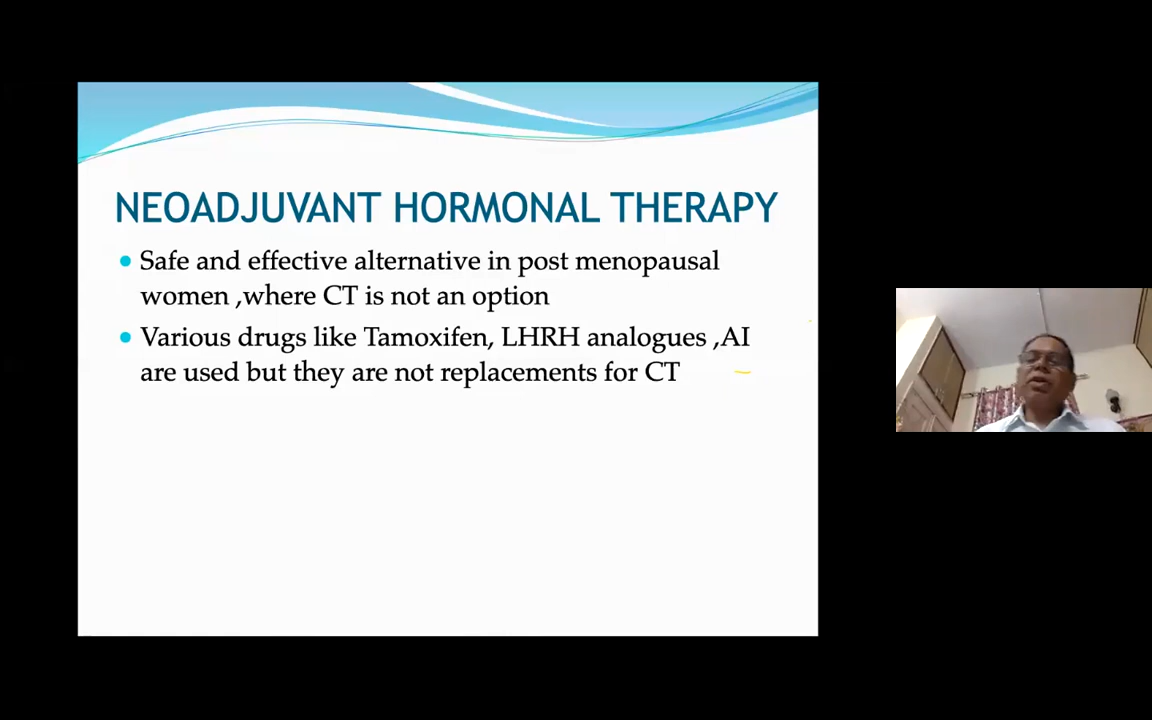 NEOADJUVANT HORMONAL THERAPY
Safe and effective alternative in post menopausal
women ,where CT is not an option
Various drugs like Tamoxifen, LHRH analogues ,AI
are used but they are not replacements for CT